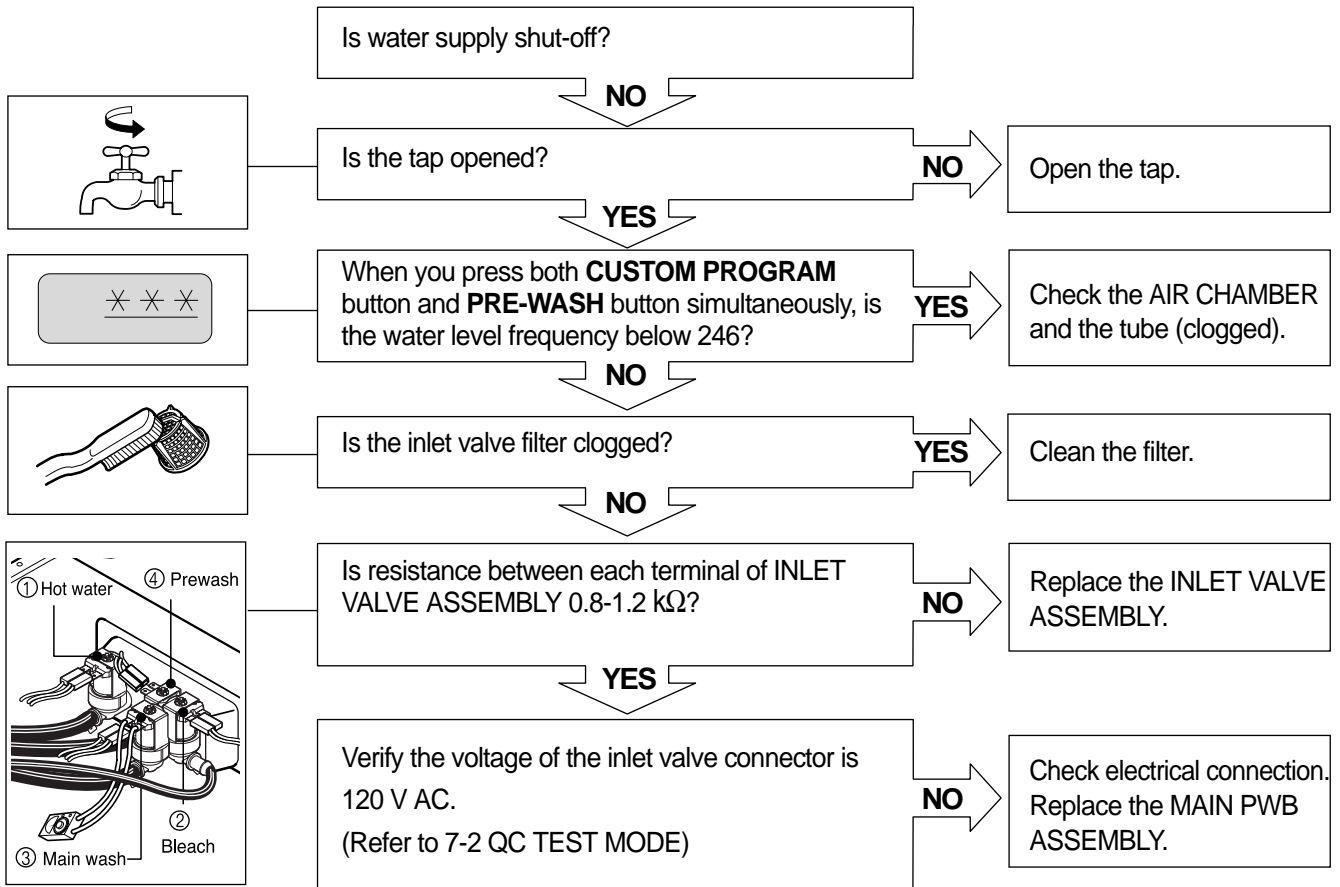 Is water supply shut-off?
NO
Is the tap opened?
NO
Open the tap.
YES
When you press both CUSTOM PROGRAM
button and PRE-WASH button simultaneously, is
the water level frequency below 246?
YES
Check the AIR CHAMBER
and the tube (clogged).
NO
Is the inlet valve filter clogged?
YES
Clean the filter.
NO
① Hot water
④ Prewash
②
Bleach
③ Main wash
Is resistance between each terminal of INLET
VALVE ASSEMBLY 0.8-1.2 kΩ?
NO
Replace the INLET VALVE
ASSEMBLY.
YES
Verify the voltage of the inlet valve connector is
120 V AC.
(Refer to 7-2 QC TEST MODE)
NO
Check electrical connection.
Replace the MAIN PWB
ASSEMBLY.